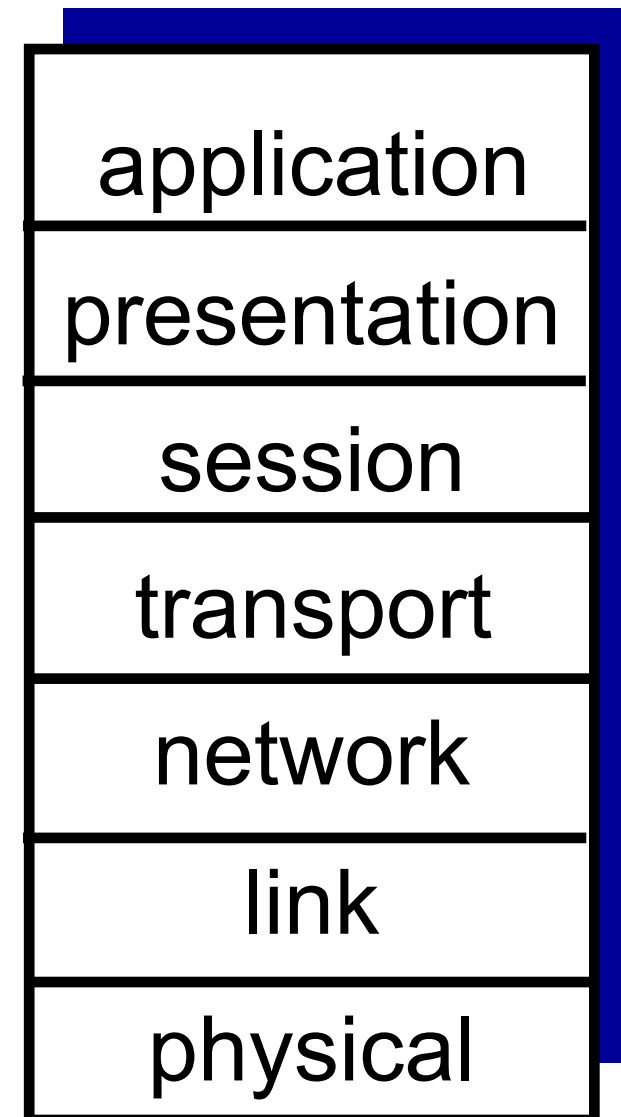 application
presentation
session
transport
network
link
physical